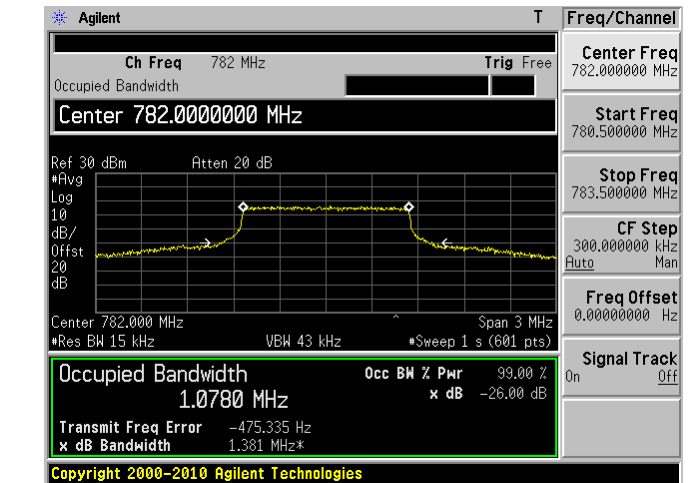 Agilent T Freq/Channel
Ch Freq 782 MHz Trig Free
Occupied Bandwidth
Center 782.0000000 MHz
Ref 30 dBm Atten 20 dB
#Avg
Log
10
dB/
Offst
20
dB
Center 782.000 MHz Span 3 MHz
#Res BW 15 kHz VBW 43 kHz #Sweep 1 s (601 pts)
Occupied Bandwidth Occ BW % Pwr 99.00 %
1.0780 MHz x dB -26.00 dB
Transmit Freq Error -475.335 Hz
x dB Bandwidth 1.381 MHz*
Copyright 2000-2010 Agilent Technologies
Center Freq
782.000000 MHz
Start Freq
780.500000 MHz
Stop Freq
783.500000 MHz
CF Step
300.000000 kHz
Auto Man
Freq Offset
0.00000000 Hz
Signal Track
On Off